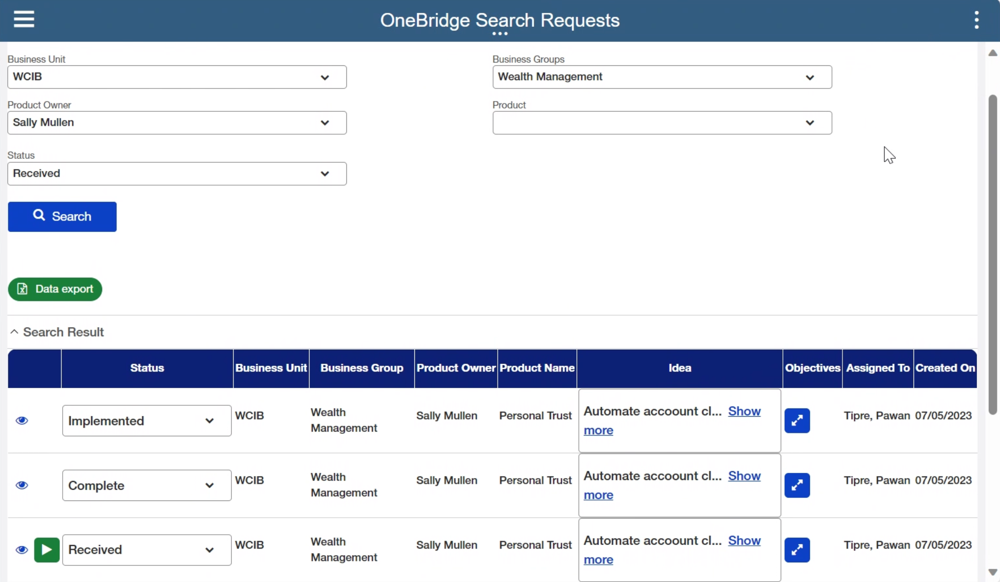 OneBridge Search Requests
Business Unit
Business Groups
WCIB
Wealth Management
Product Owner
Product
Sally Mullen
Status
Received
Search
Data export
Search Result
Status Business Unit Business Group Product Owner Product Name Idea Objectives Assigned To Created On
Implemented WCIB Wealth Management Sally Mullen Personal Trust Automate accoount cl... Show more Tipre, Pawan 07/05/2023
Complete WCIB Wealth Management Sally Mullen Personal Trust Automate accoount cl... Show more Tipre, Pawan 07/05/2023
Received WCIB Wealth Management Sally Mullen Personal Trust Automate accoount cl... Show more Tipre, Pawan 07/05/2023